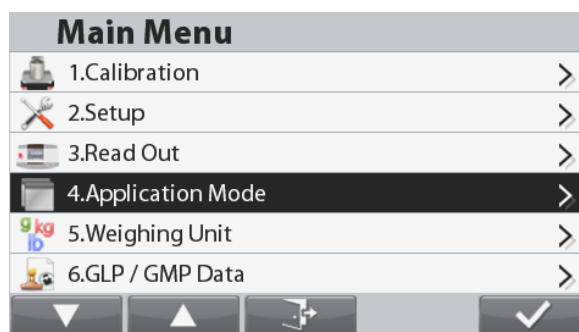 Main Menu
1.Calibration
2.Setup
3.Read Out
4.Application Mode
g kg lb
5.Weighing Unit
6.GLP / GMP Data